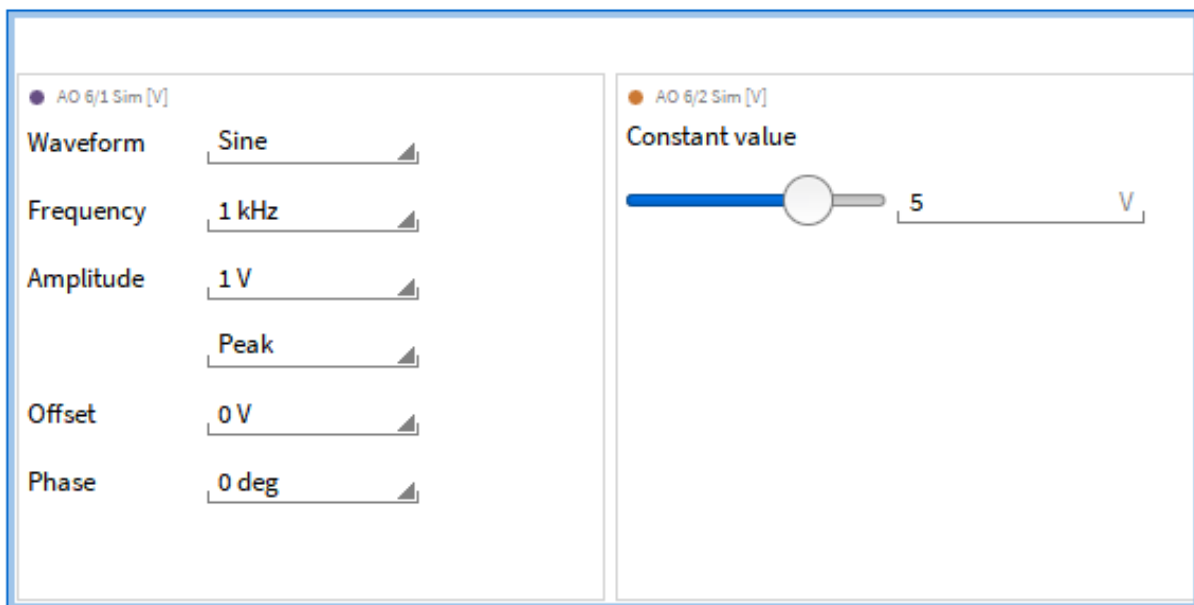 AO 6/1 Sim [V]
Waveform Sine
Frequency 1 kHz
Amplitude 1 V
Peak
Offset 0 V
Phase 0 deg
AO 6/2 Sim [V]
Constant value
5 V